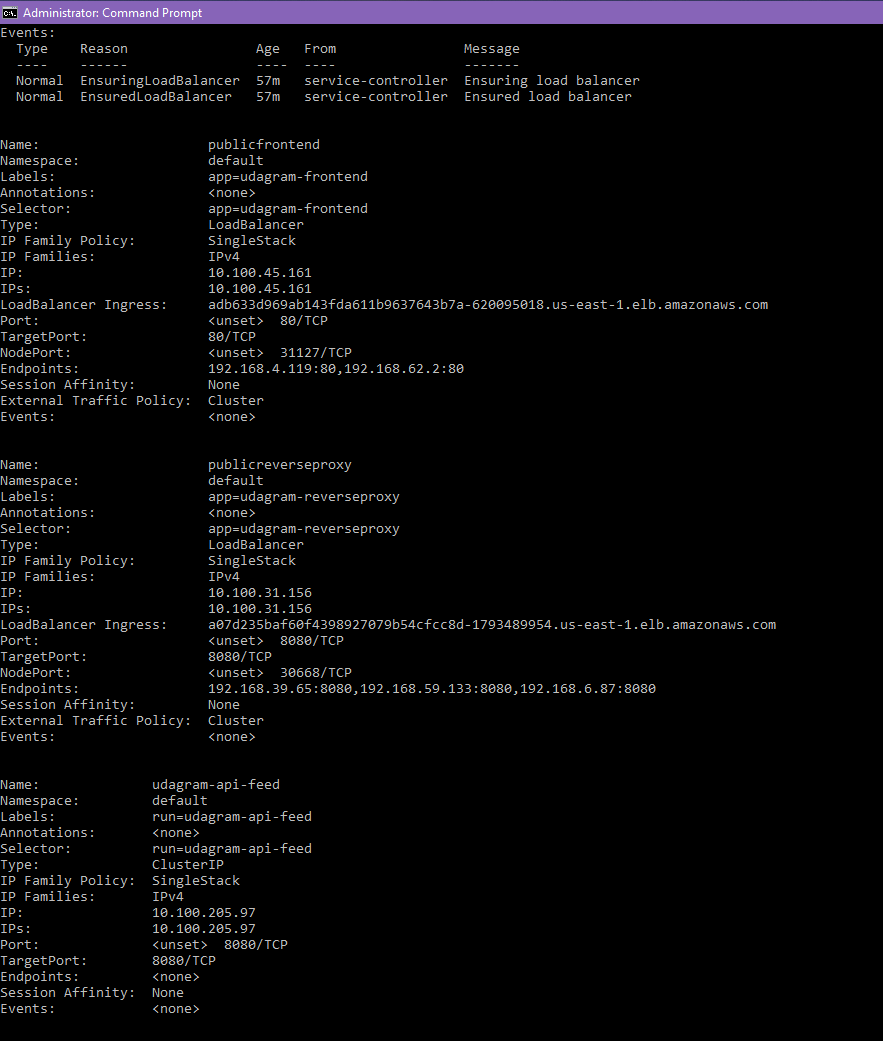 Administrator: Command Prompt
Events:
  Type    Reason                Age   From                Message
  ----    ------                ----  ----                -------
  Normal  EnsuringLoadBalancer  57m   service-controller  Ensuring load balancer
  Normal  EnsuredLoadBalancer   57m   service-controller  Ensured load balancer
Name:                     publicfrontend
Namespace:                default
Labels:                   app=udagram-frontend
Annotations:              <none>
Selector:                 app=udagram-frontend
Type:                     LoadBalancer
IP Family Policy:         SingleStack
IP Families:              IPv4
IP:                       10.100.45.161
IPs:                      10.100.45.161
LoadBalancer Ingress:     adb633d969ab143fda611b9637643b7a-620095018.us-east-1.elb.amazonaws.com
Port:                     <unset>  80/TCP
TargetPort:               80/TCP
NodePort:                 <unset>  31127/TCP
Endpoints:                192.168.4.119:80,192.168.62.2:80
Session Affinity:         None
External Traffic Policy:  Cluster
Events:                   <none>
Name:                     publicreverseproxy
Namespace:                default
Labels:                   app=udagram-reverseproxy
Annotations:              <none>
Selector:                 app=udagram-reverseproxy
Type:                     LoadBalancer
IP Family Policy:         SingleStack
IP Families:              IPv4
IP:                       10.100.31.156
IPs:                      10.100.31.156
LoadBalancer Ingress:     a07d235baf60f4398927079b54cfcc8d-1793489954.us-east-1.elb.amazonaws.com
Port:                     <unset>  8080/TCP
TargetPort:               8080/TCP
NodePort:                 <unset>  30668/TCP
Endpoints:                192.168.39.65:8080,192.168.59.133:8080,192.168.6.87:8080
Session Affinity:         None
External Traffic Policy:  Cluster
Events:                   <none>
Name:              udagram-api-feed
Namespace:         default
Labels:            run=udagram-api-feed
Annotations:       <none>
Selector:          run=udagram-api-feed
Type:              ClusterIP
IP Family Policy:  SingleStack
IP Families:       IPv4
IP:                10.100.205.97
IPs:               10.100.205.97
Port:              <unset>  8080/TCP
TargetPort:        8080/TCP
Endpoints:         <none>
Session Affinity:  None
Events:            <none>